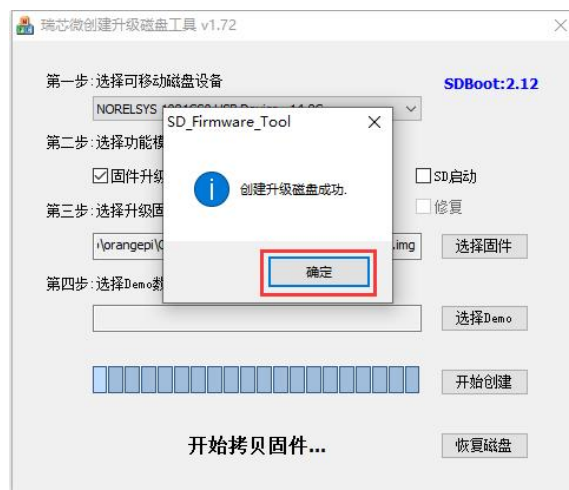 瑞芯微创建升级磁盘工具 v1.72
第一步:选择可移动磁盘设备
SDBoot:2.12
NORELSYS
SD_Firmware_Tool
第二步:选择功能模
固件升级
创建升级磁盘成功.
SD启动
修复
第三步:选择升级固
\orangepi\
.img
选择固件
确定
第四步:选择Demo数
选择Demo
开始创建
开始拷贝固件...
恢复磁盘